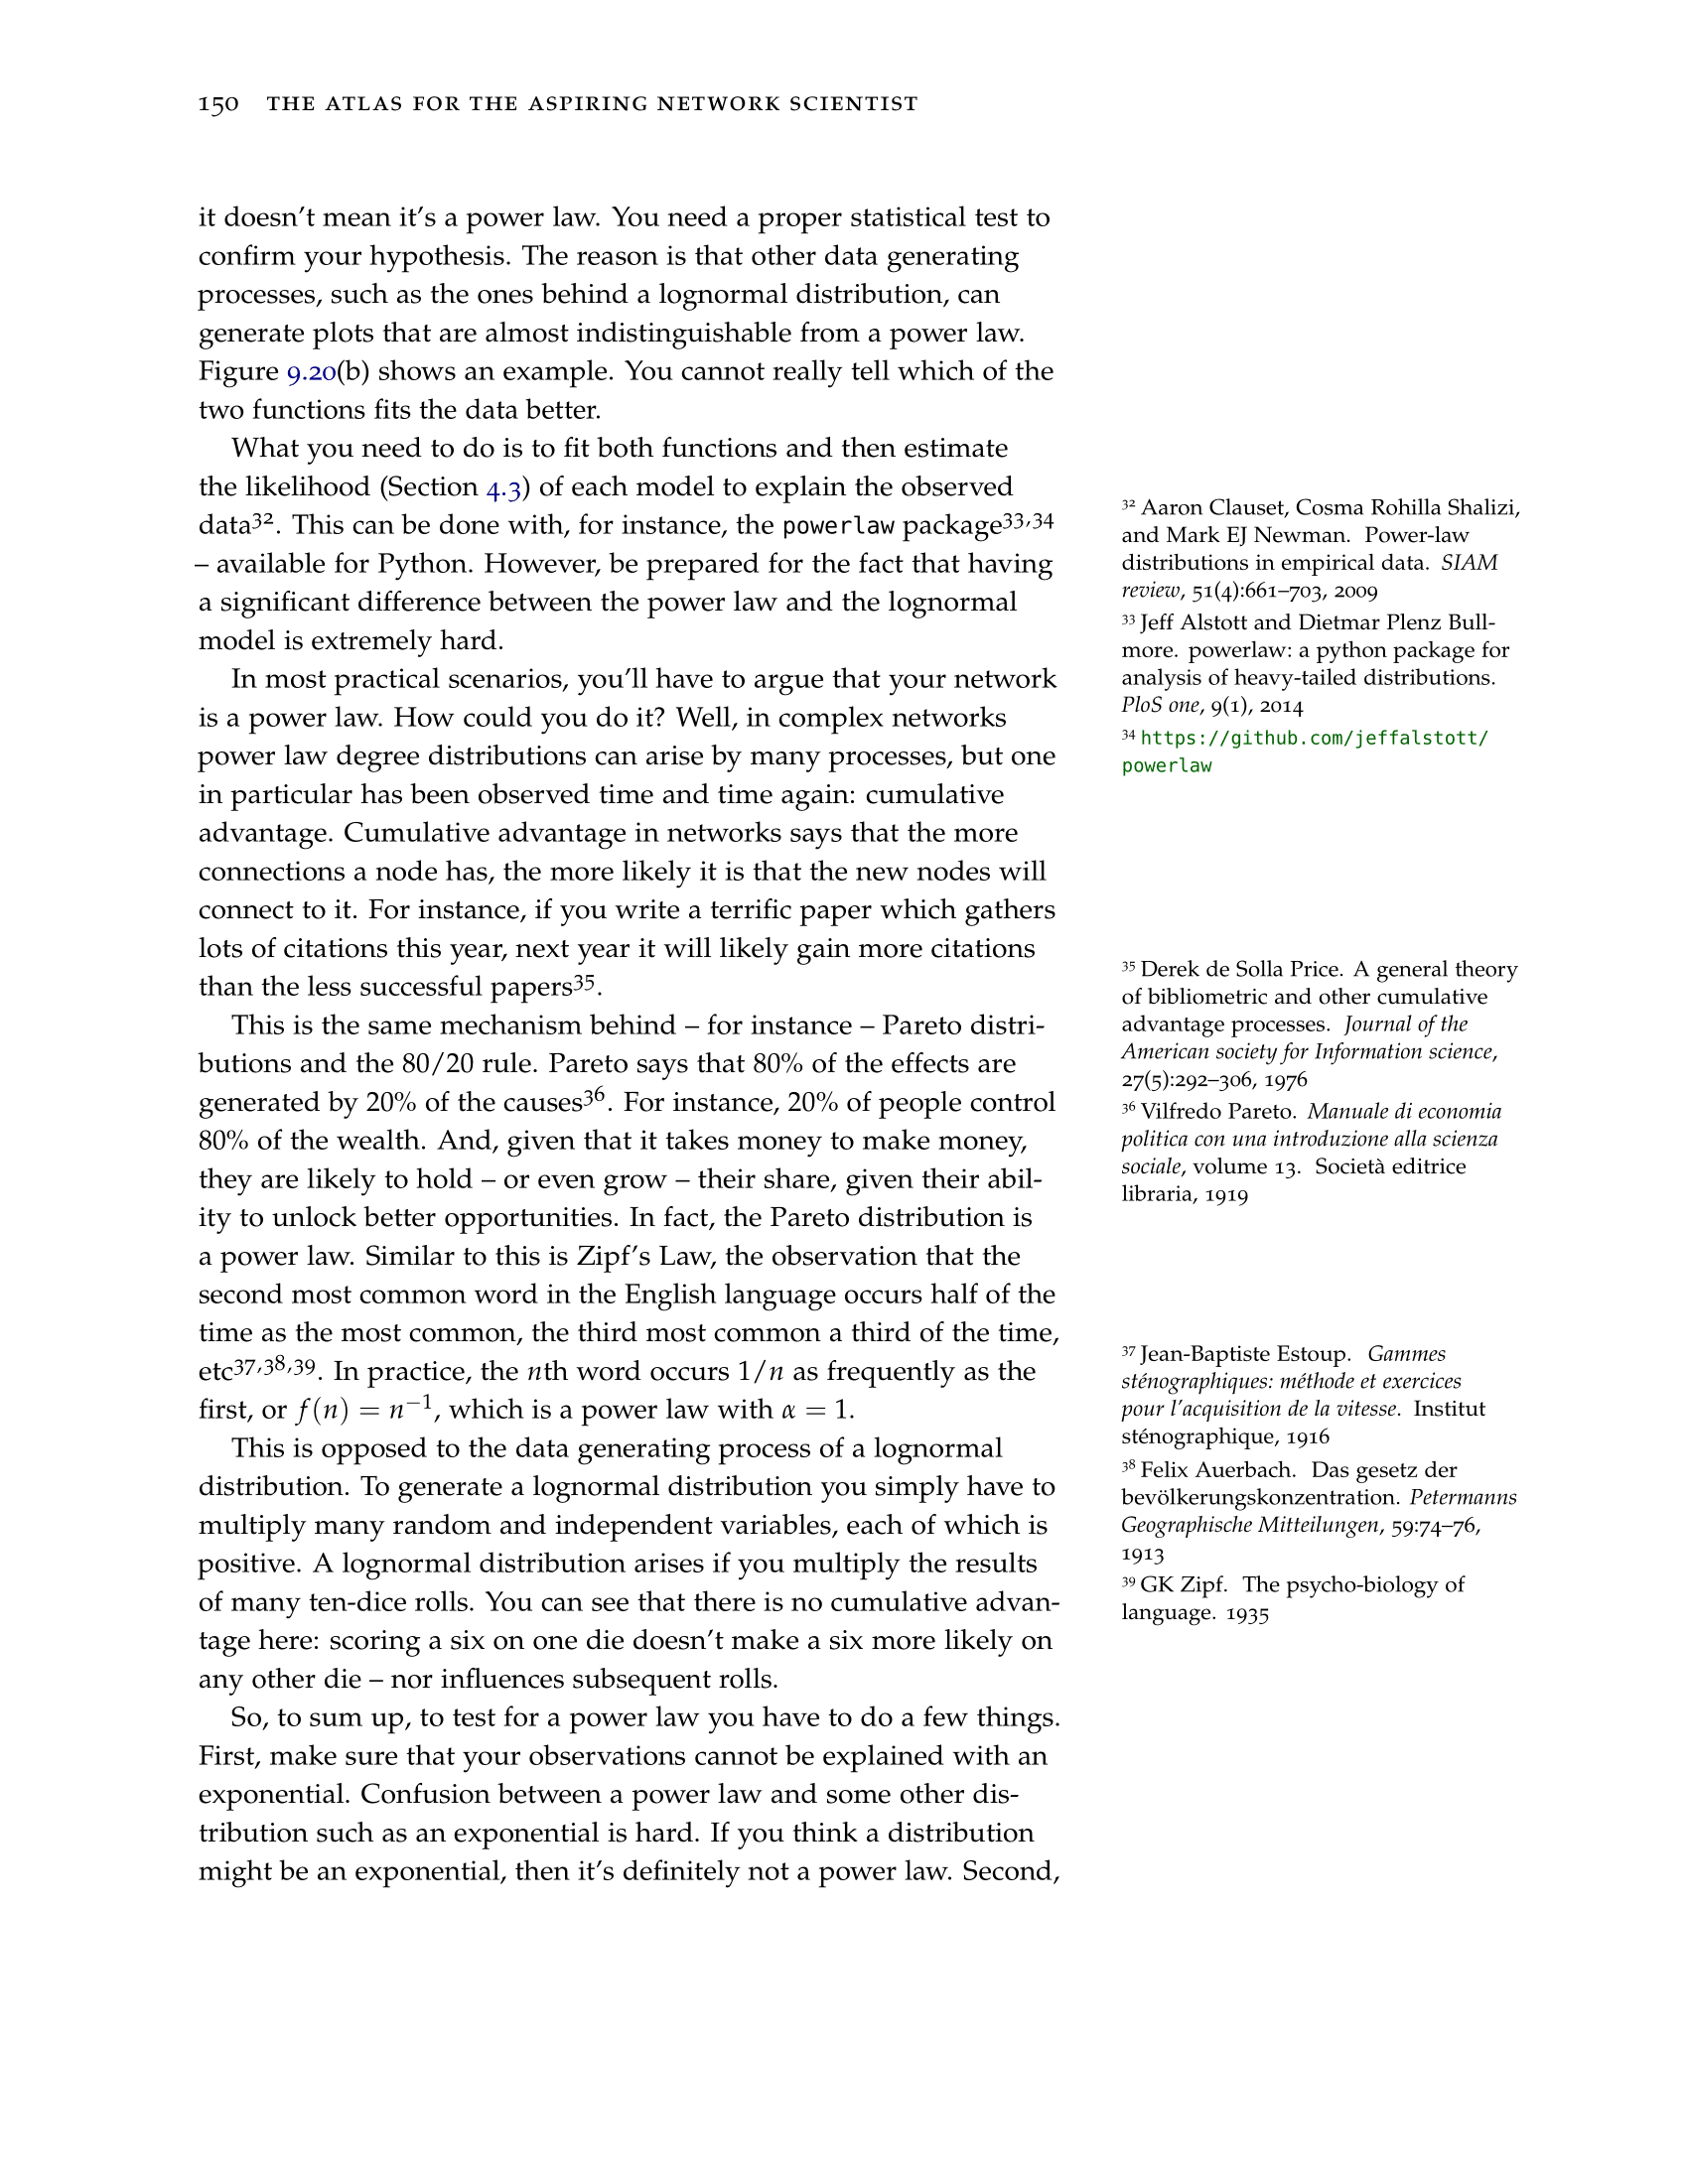 150 THE ATLAS FOR THE ASPIRING NETWORK SCIENTIST
it doesn't mean it's a power law. You need a proper statistical test to
confirm your hypothesis. The reason is that other data generating
processes, such as the ones behind a lognormal distribution, can
generate plots that are almost indistinguishable from a power law.
Figure 9.20(b) shows an example. You cannot really tell which of the
two functions fits the data better.
What you need to do is to fit both functions and then estimate
the likelihood (Section 4.3) of each model to explain the observed
data³². This can be done with, for instance, the powerlaw package³³,³⁴
– available for Python. However, be prepared for the fact that having
a significant difference between the power law and the lognormal
model is extremely hard.
In most practical scenarios, you'll have to argue that your network
is a power law. How could you do it? Well, in complex networks
power law degree distributions can arise by many processes, but one
in particular has been observed time and time again: cumulative
advantage. Cumulative advantage in networks says that the more
connections a node has, the more likely it is that the new nodes will
connect to it. For instance, if you write a terrific paper which gathers
lots of citations this year, next year it will likely gain more citations
than the less successful papers³⁵.
This is the same mechanism behind – for instance – Pareto distri-
butions and the 80/20 rule. Pareto says that 80% of the effects are
generated by 20% of the causes³⁶. For instance, 20% of people control
80% of the wealth. And, given that it takes money to make money,
they are likely to hold – or even grow – their share, given their abil-
ity to unlock better opportunities. In fact, the Pareto distribution is
a power law. Similar to this is Zipf's Law, the observation that the
second most common word in the English language occurs half of the
time as the most common, the third most common a third of the time,
etc³⁷,³⁸,³⁹. In practice, the nth word occurs 1/n as frequently as the
first, or f(n) = n⁻¹, which is a power law with α = 1.
This is opposed to the data generating process of a lognormal
distribution. To generate a lognormal distribution you simply have to
multiply many random and independent variables, each of which is
positive. A lognormal distribution arises if you multiply the results
of many ten-dice rolls. You can see that there is no cumulative advan-
tage here: scoring a six on one die doesn't make a six more likely on
any other die – nor influences subsequent rolls.
So, to sum up, to test for a power law you have to do a few things.
First, make sure that your observations cannot be explained with an
exponential. Confusion between a power law and some other dis-
tribution such as an exponential is hard. If you think a distribution
might be an exponential, then it's definitely not a power law. Second,
³² Aaron Clauset, Cosma Rohilla Shalizi,
and Mark EJ Newman. Power-law
distributions in empirical data. SIAM
review, 51(4):661–703, 2009
³³ Jeff Alstott and Dietmar Plenz Bull-
more. powerlaw: a python package for
analysis of heavy-tailed distributions.
PloS one, 9(1), 2014
³⁴ https://github.com/jeffalstott/
powerlaw
³⁵ Derek de Solla Price. A general theory
of bibliometric and other cumulative
advantage processes. Journal of the
American society for Information science,
27(5):292–306, 1976
³⁶ Vilfredo Pareto. Manuale di economia
politica con una introduzione alla scienza
sociale, volume 13. Società editrice
libraria, 1919
³⁷ Jean-Baptiste Estoup. Gammes
sténographiques: méthode et exercices
pour l'acquisition de la vitesse. Institut
sténographique, 1916
³⁸ Felix Auerbach. Das gesetz der
bevölkerungskonzentration. Petermanns
Geographische Mitteilungen, 59:74–76,
1913
³⁹ GK Zipf. The psycho-biology of
language. 1935